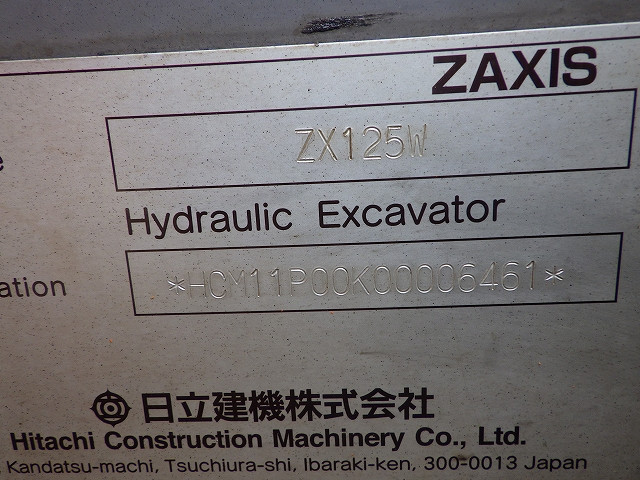 ZAXIS
ZX125W
Hydraulic Excavator
ation
*HCM11P00K00006461*
日立建機株式会社
Hitachi Construction Machinery Co., Ltd.
Kandatsu-machi, Tsuchiura-shi, Ibaraki-ken, 300-0013 Japan